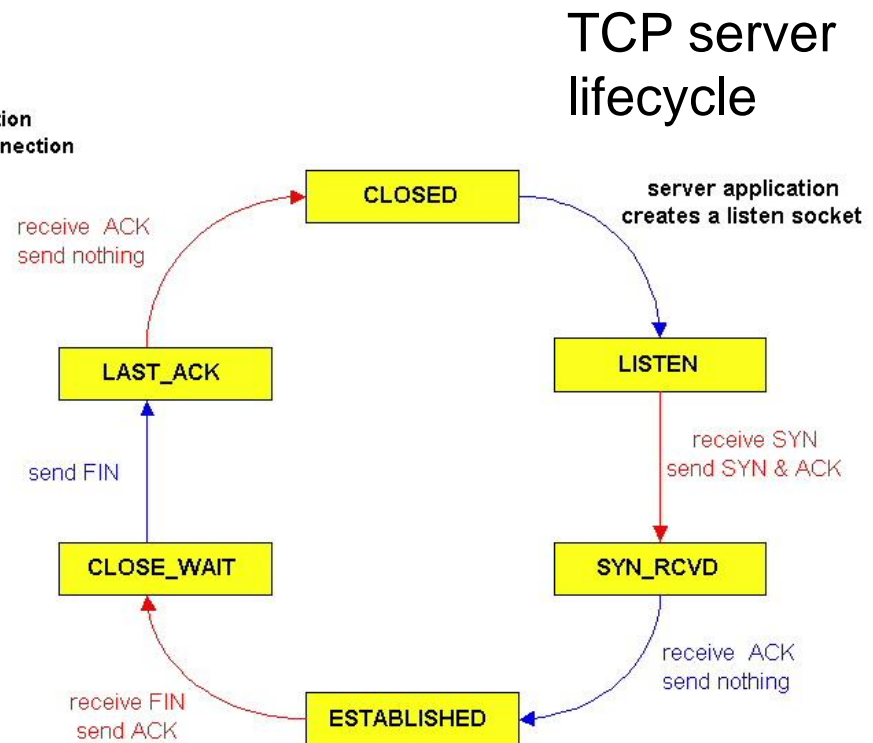 TCP server
lifecycle
tion
nection
CLOSED
server application
creates a listen socket
receive ACK
send nothing
LAST_ACK
LISTEN
receive SYN
send SYN & ACK
send FIN
CLOSE_WAIT
SYN_RCVD
receive ACK
send nothing
receive FIN
send ACK
ESTABLISHED